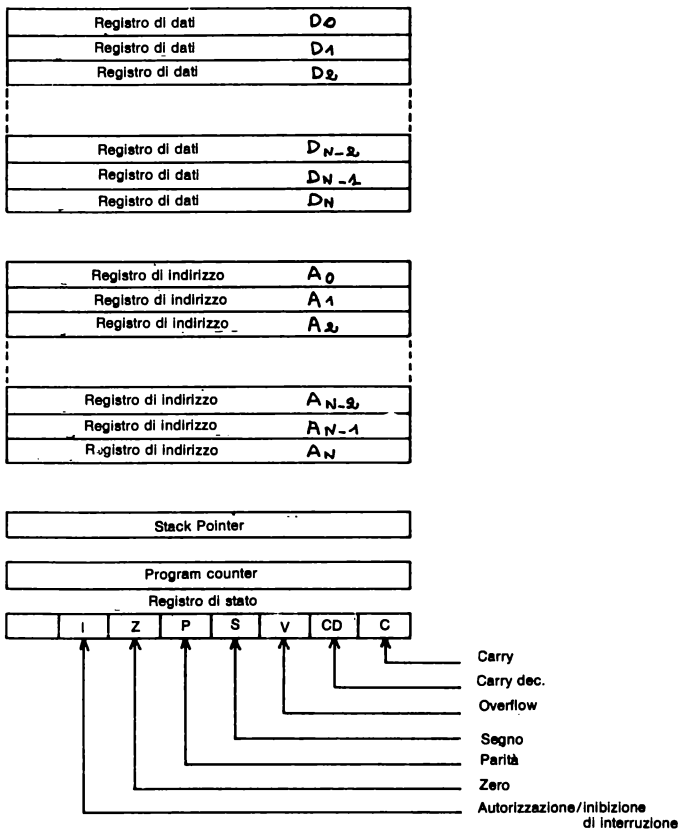 Registro di dati D0
Registro di dati D1
Registro di dati D2
Registro di dati DN-2
Registro di dati DN-1
Registro di dati DN
Registro di indirizzo A0
Registro di indirizzo A1
Registro di indirizzo A2
Registro di indirizzo AN-2
Registro di indirizzo AN-1
Registro di indirizzo AN
Stack Pointer
Program counter
Registro di stato
I Z P S V CD C
Carry
Carry dec.
Overflow
Segno
Parità
Zero
Autorizzazione/inibizione
di interruzione